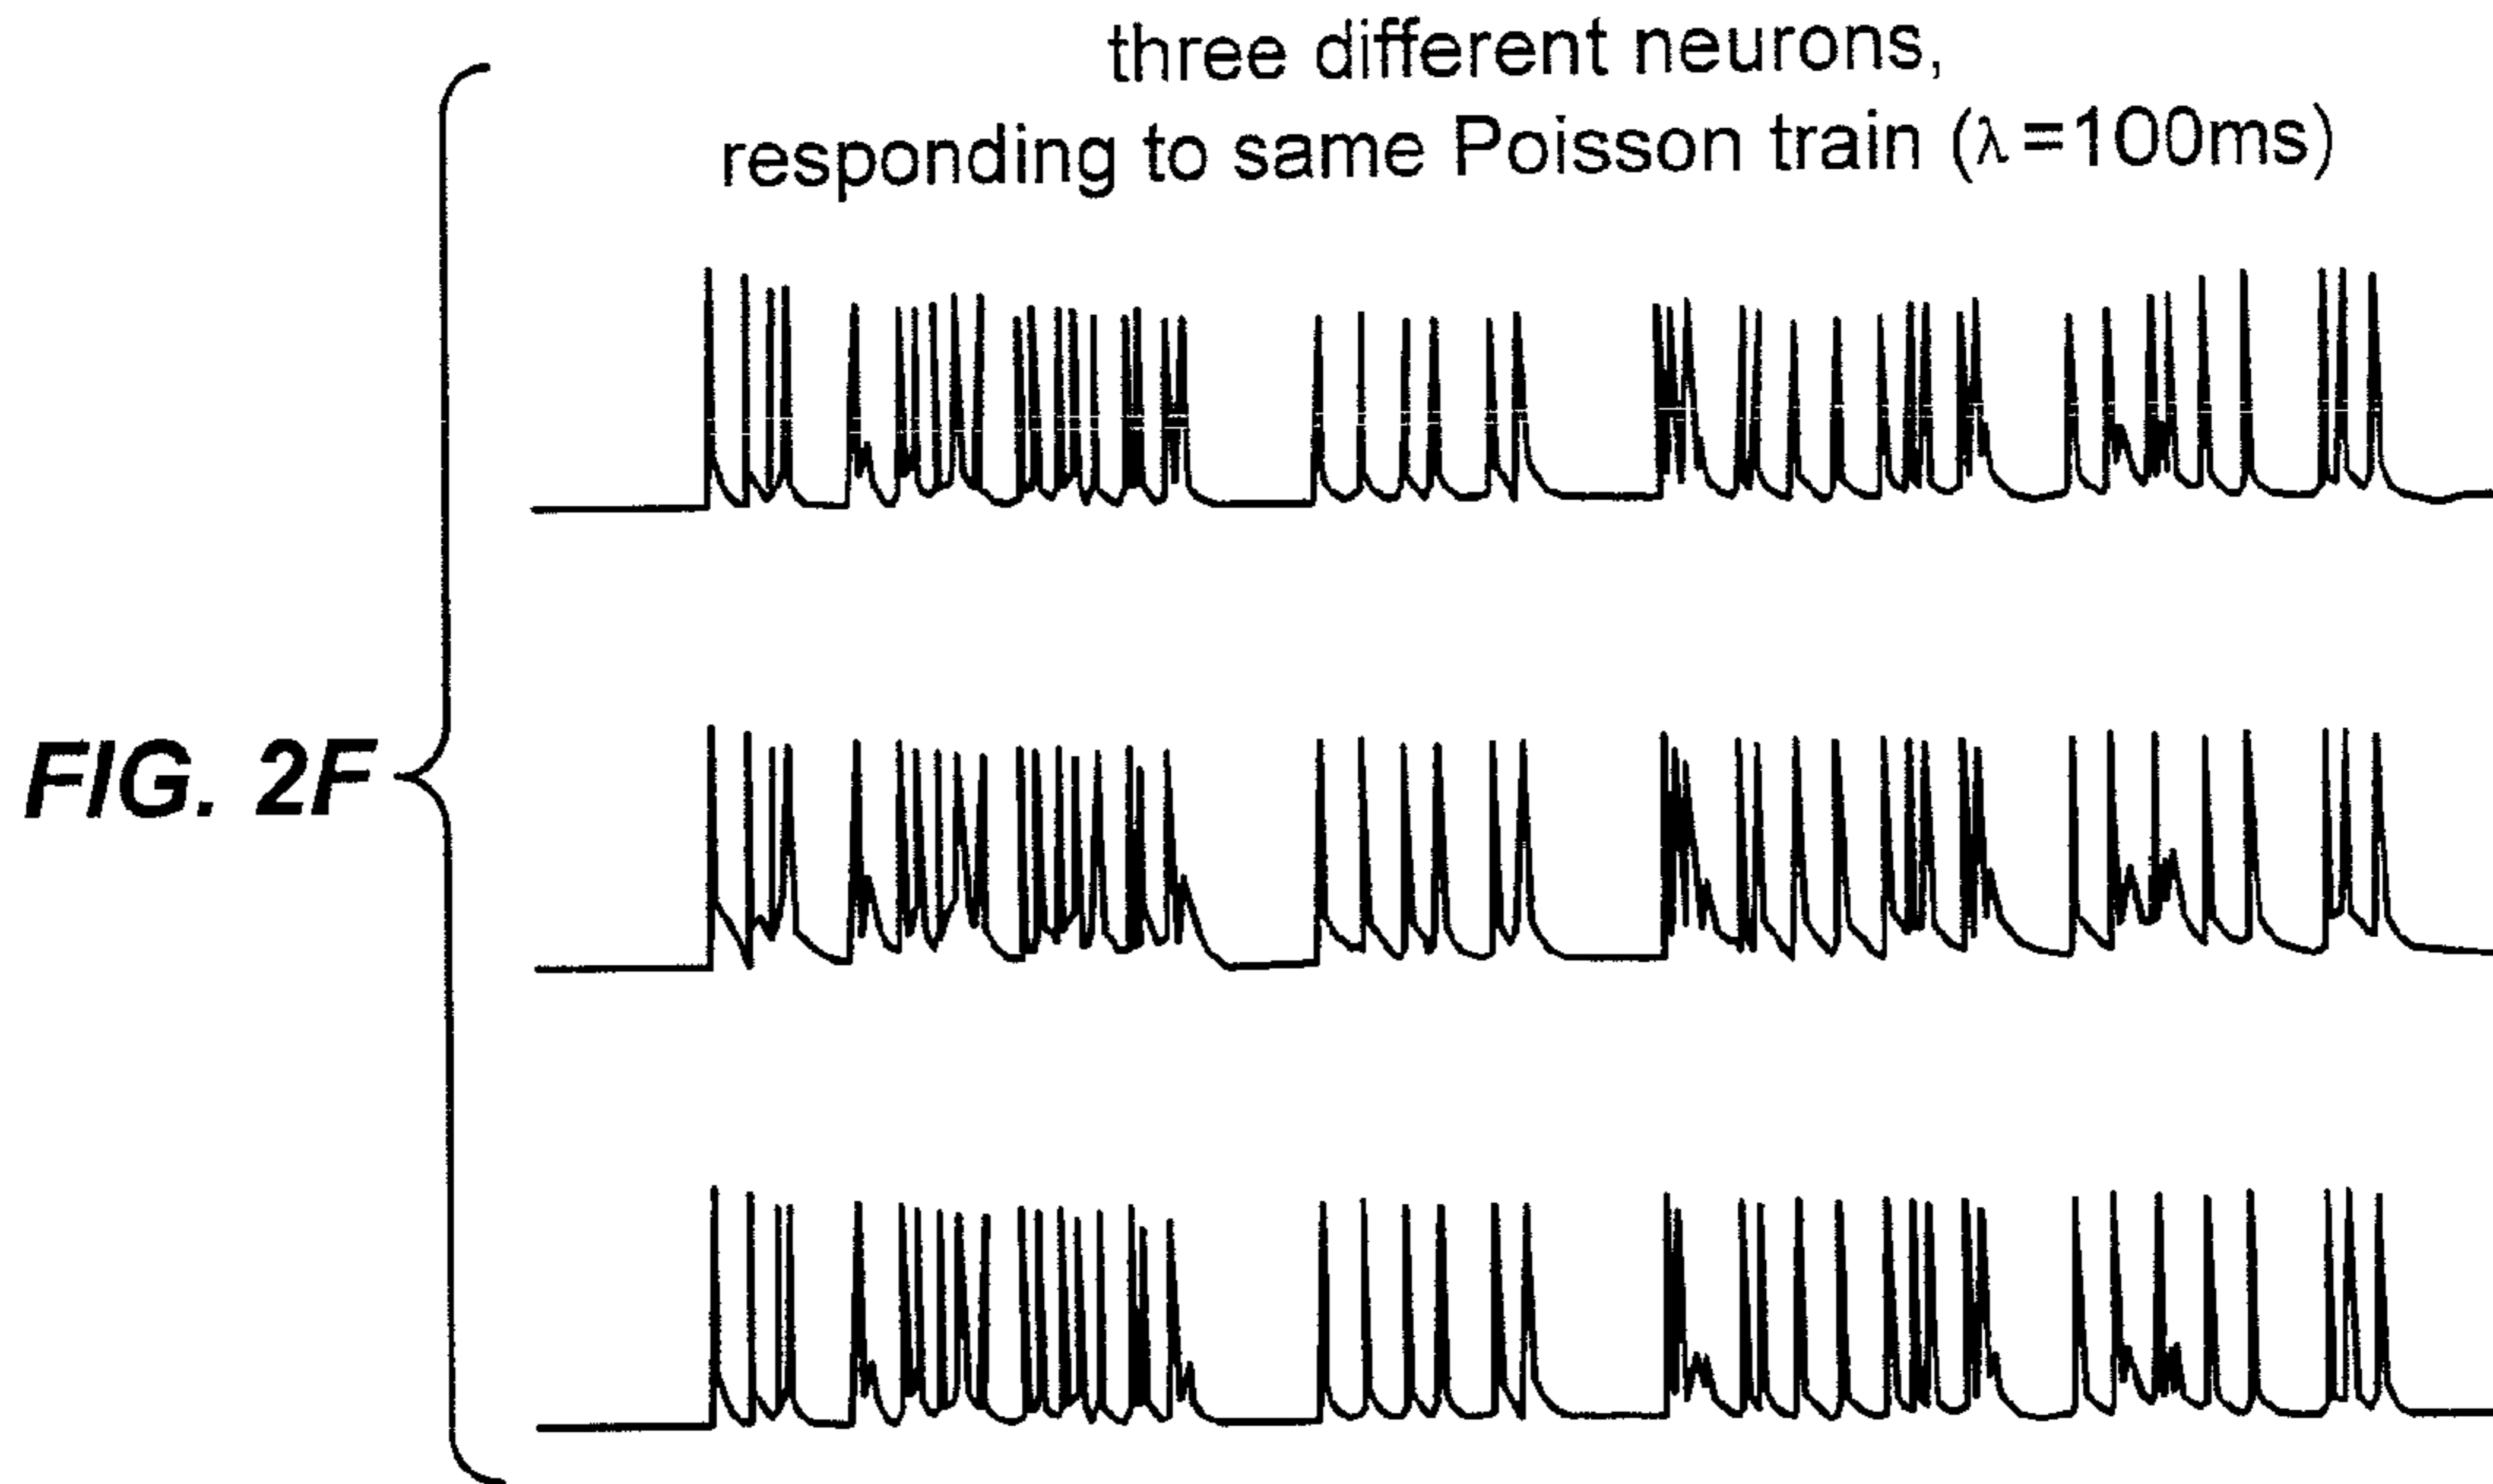 three different neurons,
responding to same Poisson train (λ=100ms)
FIG. 2F